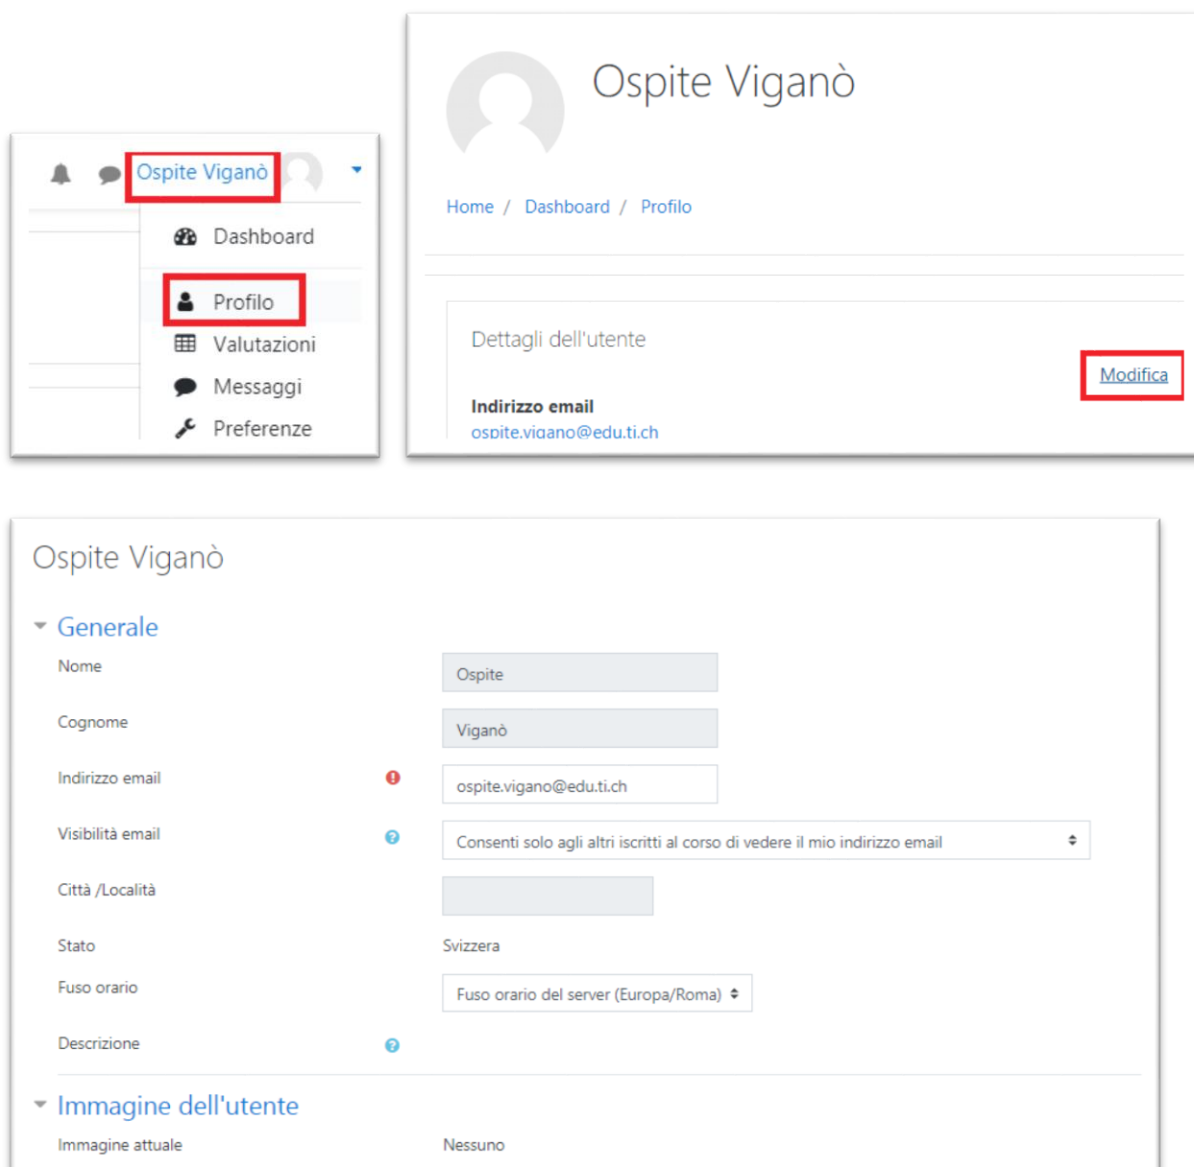 Ospite Viganò
Dashboard
Profilo
Valutazioni
Messaggi
Preferenze
Ospite Viganò
Home / Dashboard / Profilo
Dettagli dell'utente
Modifica
Indirizzo email
ospite.vigano@edu.ti.ch
Ospite Viganò
Generale
Nome
Ospite
Cognome
Viganò
Indirizzo email
ospite.vigano@edu.ti.ch
Visibilità email
Consenti solo agli altri iscritti al corso di vedere il mio indirizzo email
Città /Località
Stato
Svizzera
Fuso orario
Fuso orario del server (Europa/Roma)
Descrizione
Immagine dell'utente
Immagine attuale
Nessuno